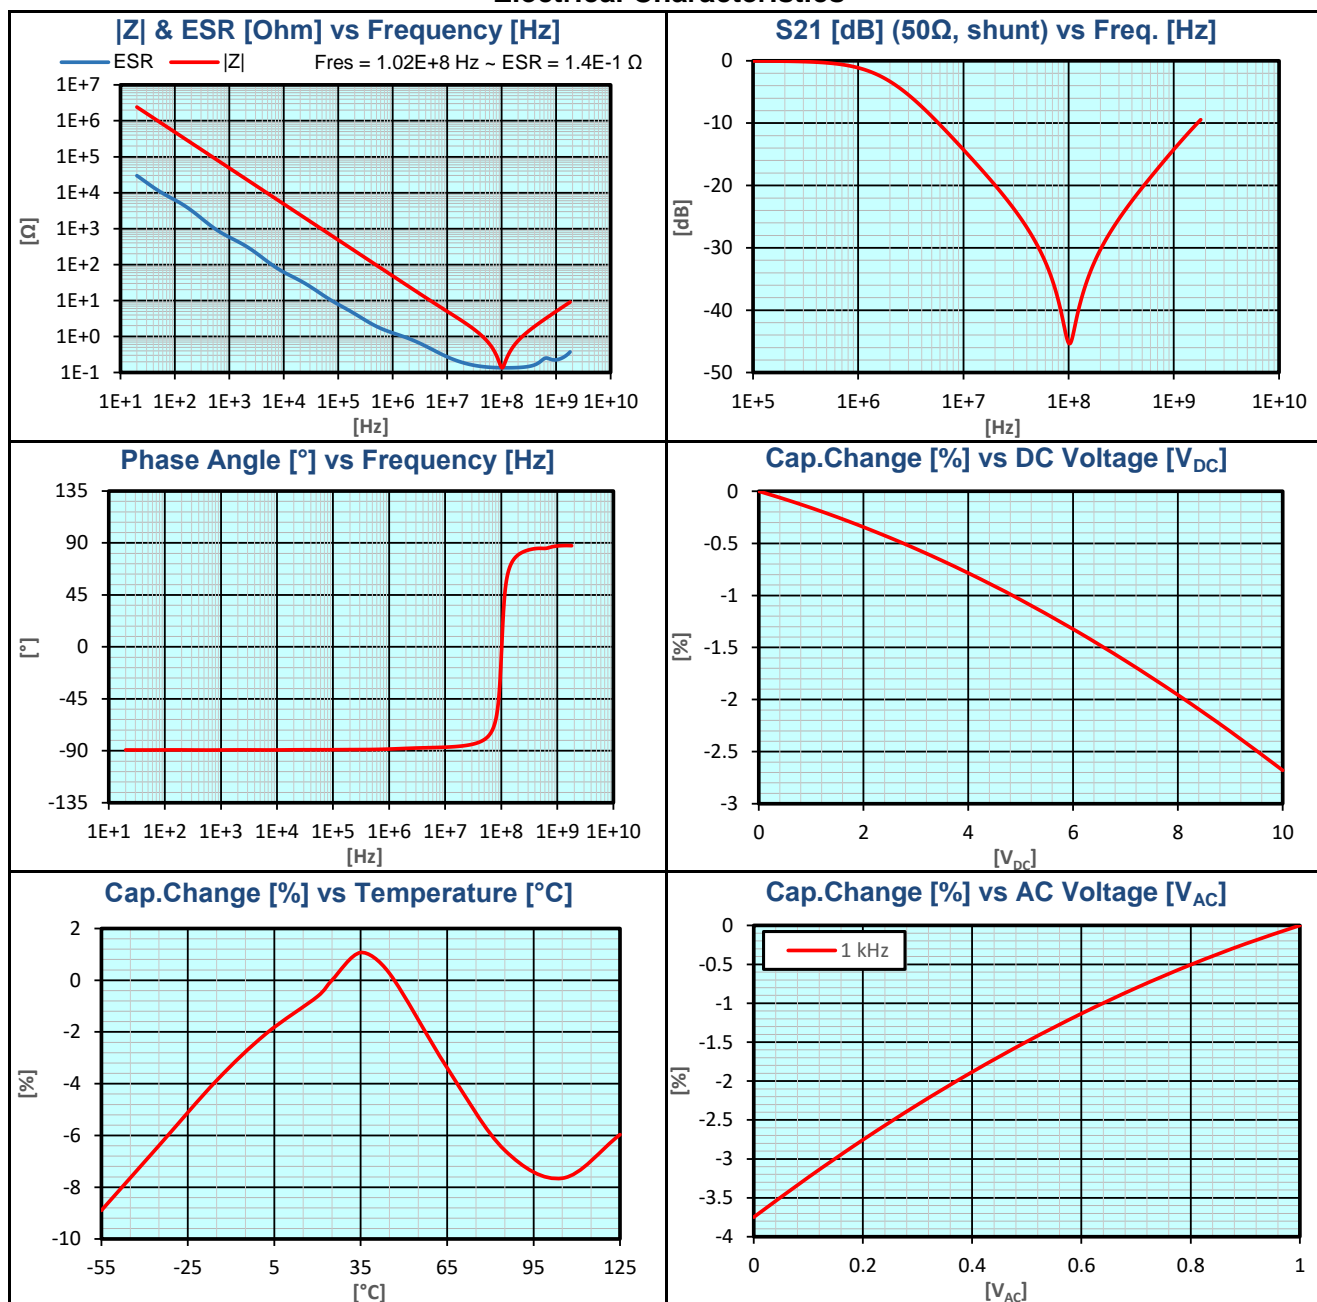 |Z| & ESR [Ohm] vs Frequency [Hz]
ESR |Z| Fres = 1.02E+8 Hz ~ ESR = 1.4E-1 Ω
1E+7
1E+6
1E+5
1E+4
1E+3
1E+2
1E+1
1E+0
1E-1
[Ω]
1E+1 1E+2 1E+3 1E+4 1E+5 1E+6 1E+7 1E+8 1E+9 1E+10
[Hz]
S21 [dB] (50Ω, shunt) vs Freq. [Hz]
0
-10
-20
-30
-40
-50
[dB]
1E+5 1E+6 1E+7 1E+8 1E+9 1E+10
[Hz]
Phase Angle [°] vs Frequency [Hz]
135
90
45
0
-45
-90
-135
[°]
1E+1 1E+2 1E+3 1E+4 1E+5 1E+6 1E+7 1E+8 1E+9 1E+10
[Hz]
Cap.Change [%] vs DC Voltage [VDC]
0
-0.5
-1
-1.5
-2
-2.5
-3
[%]
0 2 4 6 8 10
[VDC]
Cap.Change [%] vs Temperature [°C]
2
0
-2
-4
-6
-8
-10
[%]
-55 -25 5 35 65 95 125
[°C]
Cap.Change [%] vs AC Voltage [VAC]
1 kHz
0
-0.5
-1
-1.5
-2
-2.5
-3
-3.5
-4
[%]
0 0.2 0.4 0.6 0.8 1
[VAC]